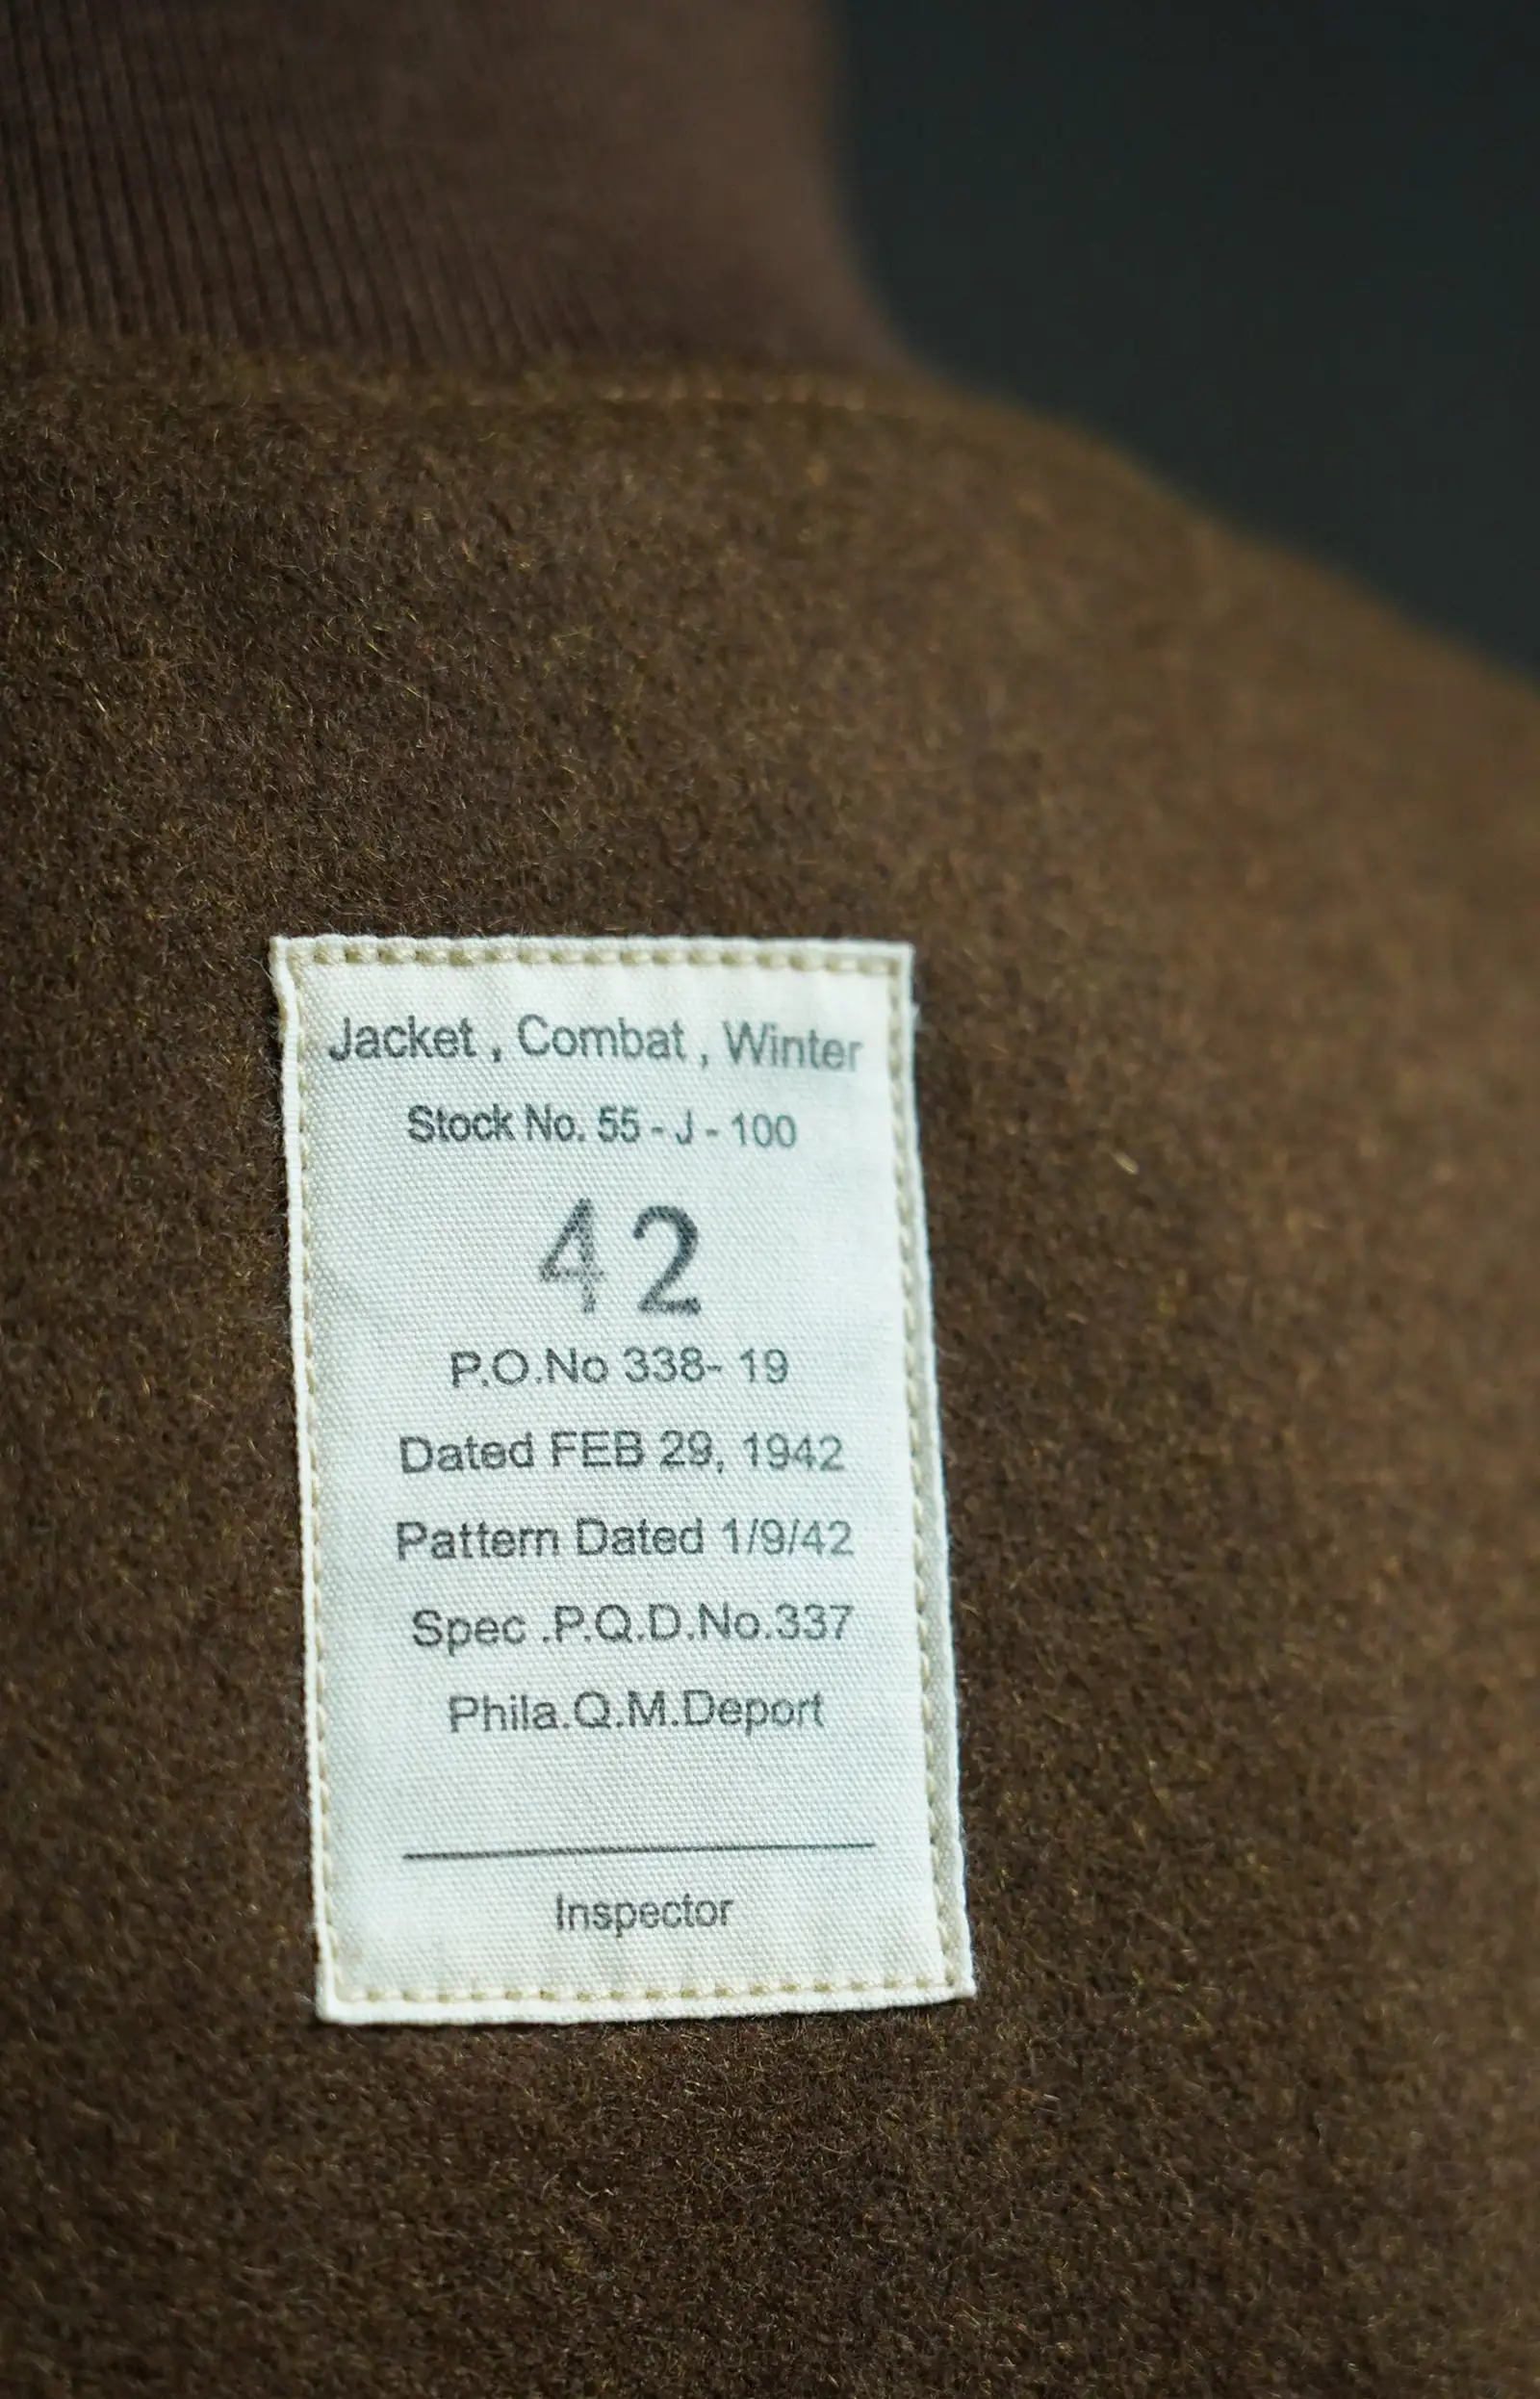 Jacket , Combat , Winter
Stock No. 55 - J - 100
42
P.O.No 338- 19
Dated FEB 29, 1942
Pattern Dated 1/9/42
Spec .P.Q.D.No.337
Phila.Q.M.Deport
Inspector